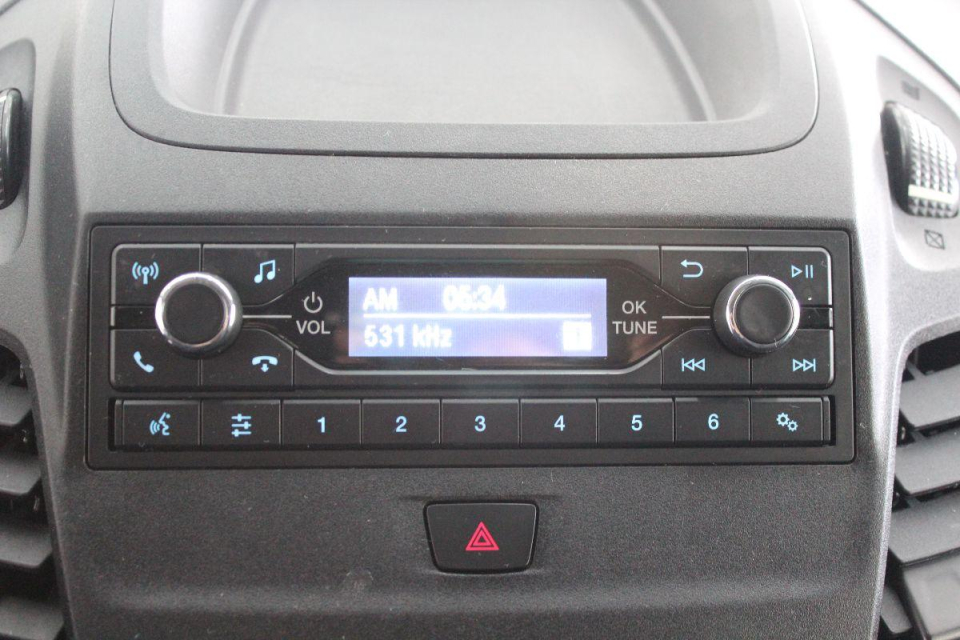 AM 05:34
531 kHz
VOL
OK
TUNE
1 2 3 4 5 6